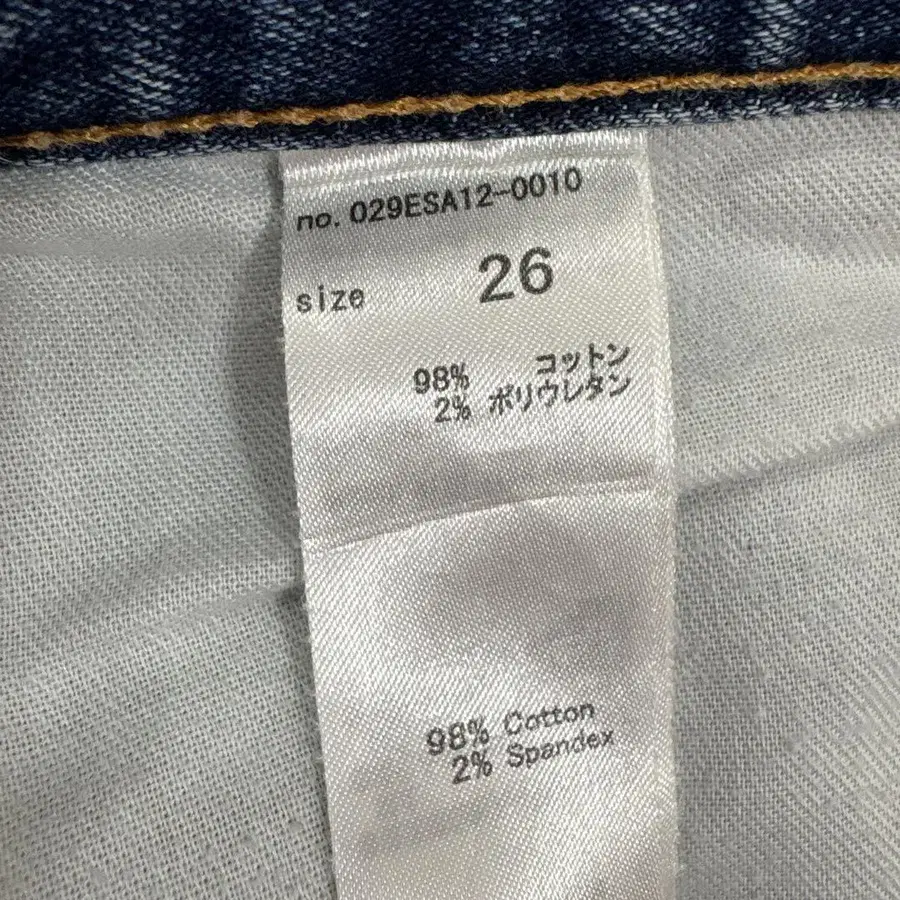 no. 029ESA12-0010
size 26
98% コットン
2% ポリウレタン
98% Cotton
2% Spandex